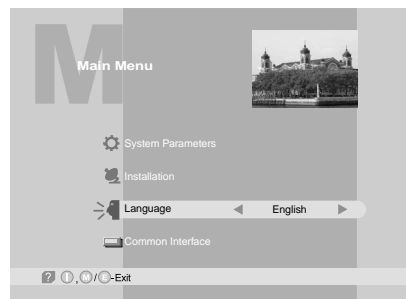 M
Main Menu
System Parameters
Installation
Language English
Common Interface
? I , M / E -Exit